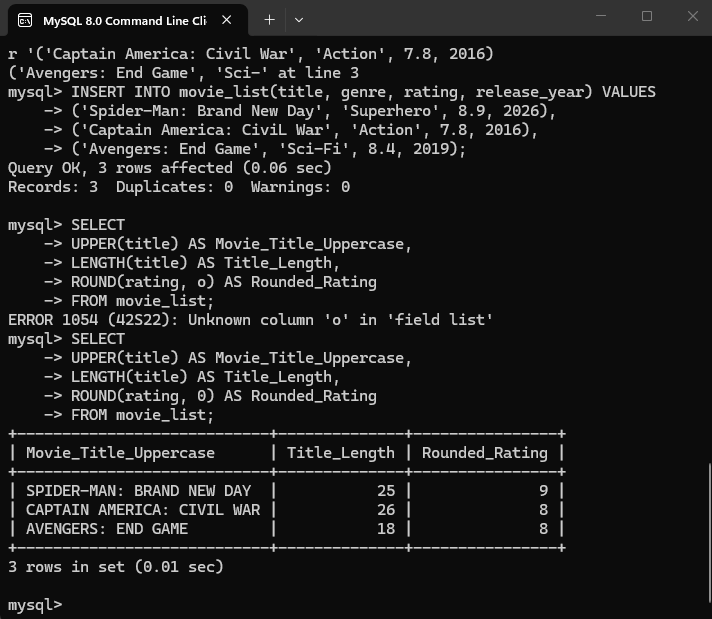 MySQL 8.0 Command Line Cli
r '('Captain America: Civil War', 'Action', 7.8, 2016)
('Avengers: End Game', 'Sci-' at line 3
mysql> INSERT INTO movie_list(title, genre, rating, release_year) VALUES
    -> ('Spider-Man: Brand New Day', 'Superhero', 8.9, 2026),
    -> ('Captain America: CiviL War', 'Action', 7.8, 2016),
    -> ('Avengers: End Game', 'Sci-Fi', 8.4, 2019);
Query OK, 3 rows affected (0.06 sec)
Records: 3  Duplicates: 0  Warnings: 0

mysql> SELECT
    -> UPPER(title) AS Movie_Title_Uppercase,
    -> LENGTH(title) AS Title_Length,
    -> ROUND(rating, o) AS Rounded_Rating
    -> FROM movie_list;
ERROR 1054 (42S22): Unknown column 'o' in 'field list'
mysql> SELECT
    -> UPPER(title) AS Movie_Title_Uppercase,
    -> LENGTH(title) AS Title_Length,
    -> ROUND(rating, 0) AS Rounded_Rating
    -> FROM movie_list;
+----------------------------+--------------+----------------+
| Movie_Title_Uppercase      | Title_Length | Rounded_Rating |
+----------------------------+--------------+----------------+
| SPIDER-MAN: BRAND NEW DAY  |           25 |              9 |
| CAPTAIN AMERICA: CIVIL WAR |           26 |              8 |
| AVENGERS: END GAME         |           18 |              8 |
+----------------------------+--------------+----------------+
3 rows in set (0.01 sec)

mysql>